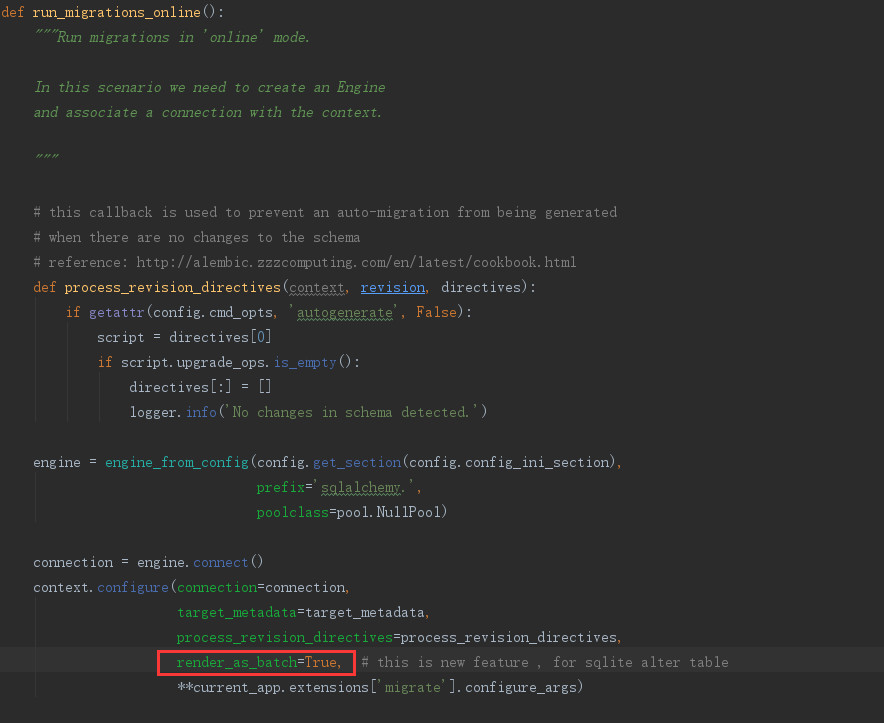 def run_migrations_online():
"""Run migrations in 'online' mode.
In this scenario we need to create an Engine
and associate a connection with the context.
"""
# this callback is used to prevent an auto-migration from being generated
# when there are no changes to the schema
# reference: http://alembic.zzzcomputing.com/en/latest/cookbook.html
def process_revision_directives(context, revision, directives):
if getattr(config.cmd_opts, 'autogenerate', False):
script = directives[0]
if script.upgrade_ops.is_empty():
directives[:] = []
logger.info('No changes in schema detected.')
engine = engine_from_config(config.get_section(config.config_ini_section),
prefix='sqlalchemy.',
poolclass=pool.NullPool)
connection = engine.connect()
context.configure(connection=connection,
target_metadata=target_metadata,
process_revision_directives=process_revision_directives,
render_as_batch=True, # this is new feature , for sqlite alter table
**current_app.extensions['migrate'].configure_args)